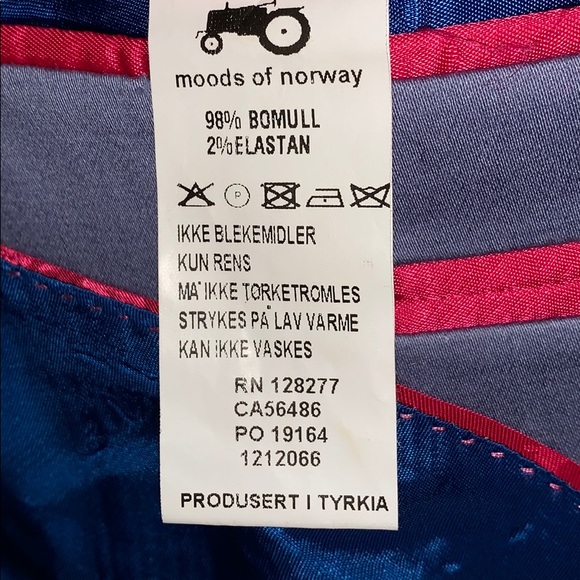 moods of norway
98% BOMULL
2% ELASTAN
P
IKKE BLEKEMIDLER
KUN RENS
MA˚ IKKE TØRKETROMLES
STRYKES PÅ LAV VARME
KAN IKKE VASKES
RN 128277
CA56486
PO 19164
1212066
PRODUSERT I TYRKIA